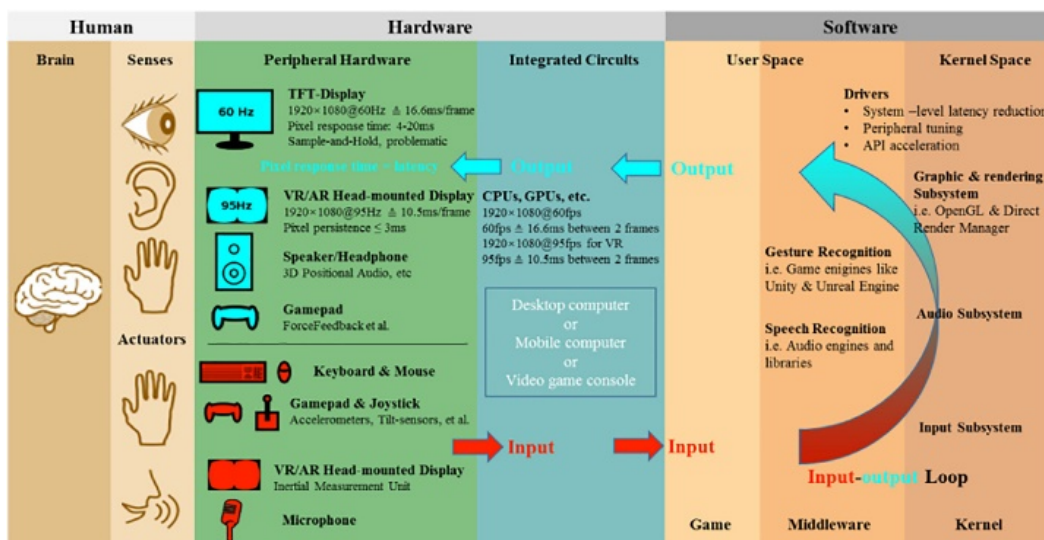 Human
Hardware
Software
Brain
Senses
Peripheral Hardware
Integrated Circuits
User Space
Kernel Space
TFT-Display
60 Hz
1920×1080@60Hz ≙ 16.6ms/frame
Pixel response time: 4-20ms
Sample-and-Hold, problematic
Pixel response time = latency
Output
Output
VR/AR Head-mounted Display
95Hz
1920×1080@95Hz ≙ 10.5ms/frame
Pixel persistence ≤ 3ms
Speaker/Headphone
3D Positional Audio, etc
Gamepad
ForceFeedback et al.
Actuators
Keyboard & Mouse
Gamepad & Joystick
Accelerometers, Tilt-sensors, et al.
VR/AR Head-mounted Display
Inertial Measurement Unit
Microphone
CPUs, GPUs, etc.
1920×1080@60fps
60fps ≙ 16.6ms between 2 frames
1920×1080@95fps for VR
95fps ≙ 10.5ms between 2 frames
Desktop computer
or
Mobile computer
or
Video game console
Input
Input
Drivers
• System –level latency reduction
• Peripheral tuning
• API acceleration
Graphic & rendering
Subsystem
i.e. OpenGL & Direct
Render Manager
Gesture Recognition
i.e. Game enigines like
Unity & Unreal Engine
Audio Subsystem
Speech Recognition
i.e. Audio engines and
libraries
Input Subsystem
Input-output Loop
Game
Middleware
Kernel